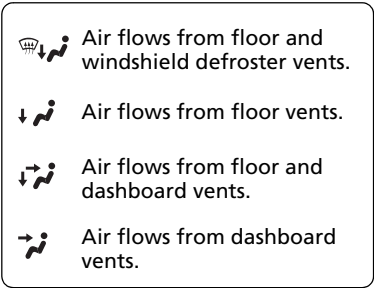 Air flows from floor and
windshield defroster vents.
Air flows from floor vents.
Air flows from floor and
dashboard vents.
Air flows from dashboard
vents.